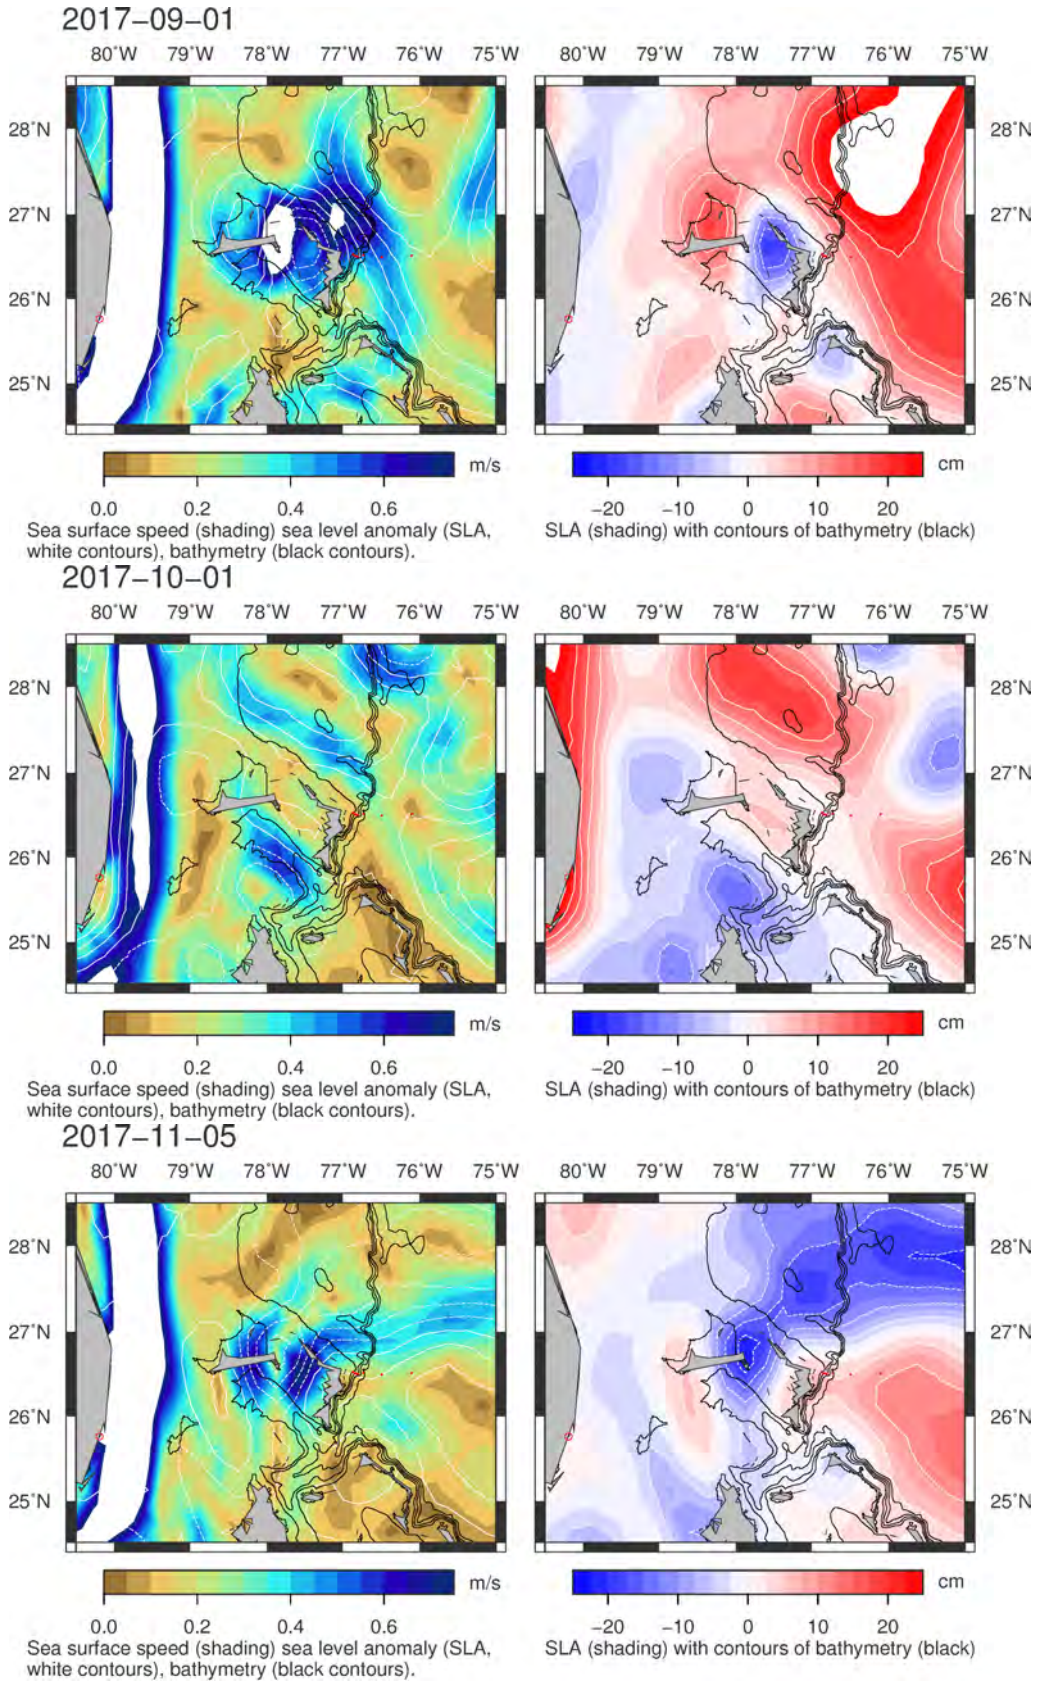 2017−09−01
80˚W 79˚W 78˚W 77˚W 76˚W 75˚W 80˚W 79˚W 78˚W 77˚W 76˚W 75˚W
28˚N 28˚N
27˚N 27˚N
26˚N 26˚N
25˚N 25˚N
m/s cm
0.0 0.2 0.4 0.6 −20 −10 0 10 20
Sea surface speed (shading) sea level anomaly (SLA, SLA (shading) with contours of bathymetry (black)
white contours), bathymetry (black contours).
2017−10−01
80˚W 79˚W 78˚W 77˚W 76˚W 75˚W 80˚W 79˚W 78˚W 77˚W 76˚W 75˚W
28˚N 28˚N
27˚N 27˚N
26˚N 26˚N
25˚N 25˚N
m/s cm
0.0 0.2 0.4 0.6 −20 −10 0 10 20
Sea surface speed (shading) sea level anomaly (SLA, SLA (shading) with contours of bathymetry (black)
white contours), bathymetry (black contours).
2017−11−05
80˚W 79˚W 78˚W 77˚W 76˚W 75˚W 80˚W 79˚W 78˚W 77˚W 76˚W 75˚W
28˚N 28˚N
27˚N 27˚N
26˚N 26˚N
25˚N 25˚N
m/s cm
0.0 0.2 0.4 0.6 −20 −10 0 10 20
Sea surface speed (shading) sea level anomaly (SLA, SLA (shading) with contours of bathymetry (black)
white contours), bathymetry (black contours).